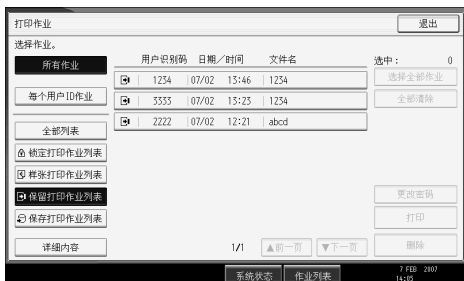 打印作业
退出
选择作业。
所有作业
每个用户ID作业
全部列表
锁定打印作业列表
样张打印作业列表
保留打印作业列表
保存打印作业列表
详细内容
用户识别码 日期/时间 文件名
1234 07/02 13:46 1234
3333 07/02 13:23 1234
2222 07/02 12:21 abcd
1/1 ▲前一页 ▼下一页
选中: 0
选择全部作业
全部清除
更改密码
打印
删除
系统状态 作业列表
7 FEB 2007
14:05